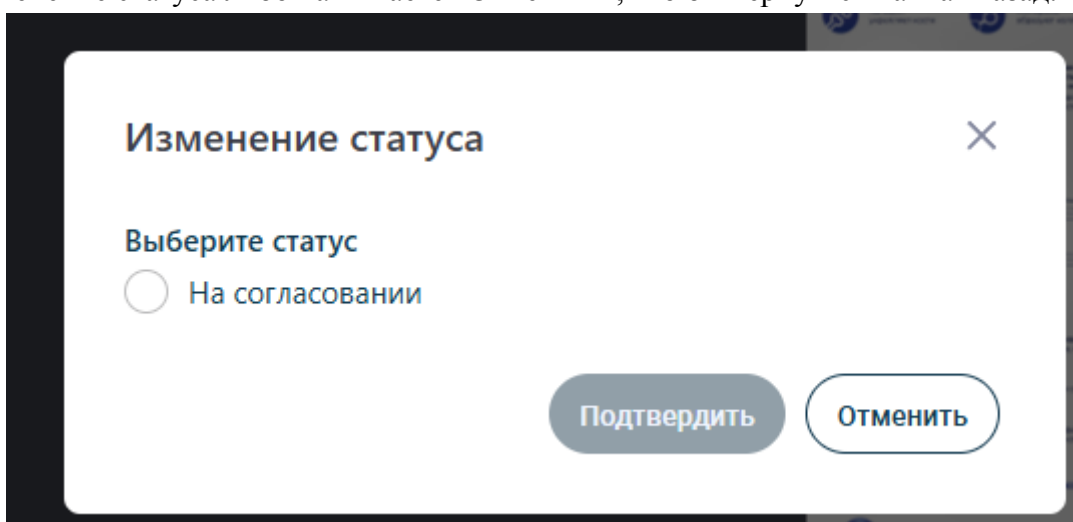 Изменение статуса
Выберите статус
На согласовании
Подтвердить
Отменить